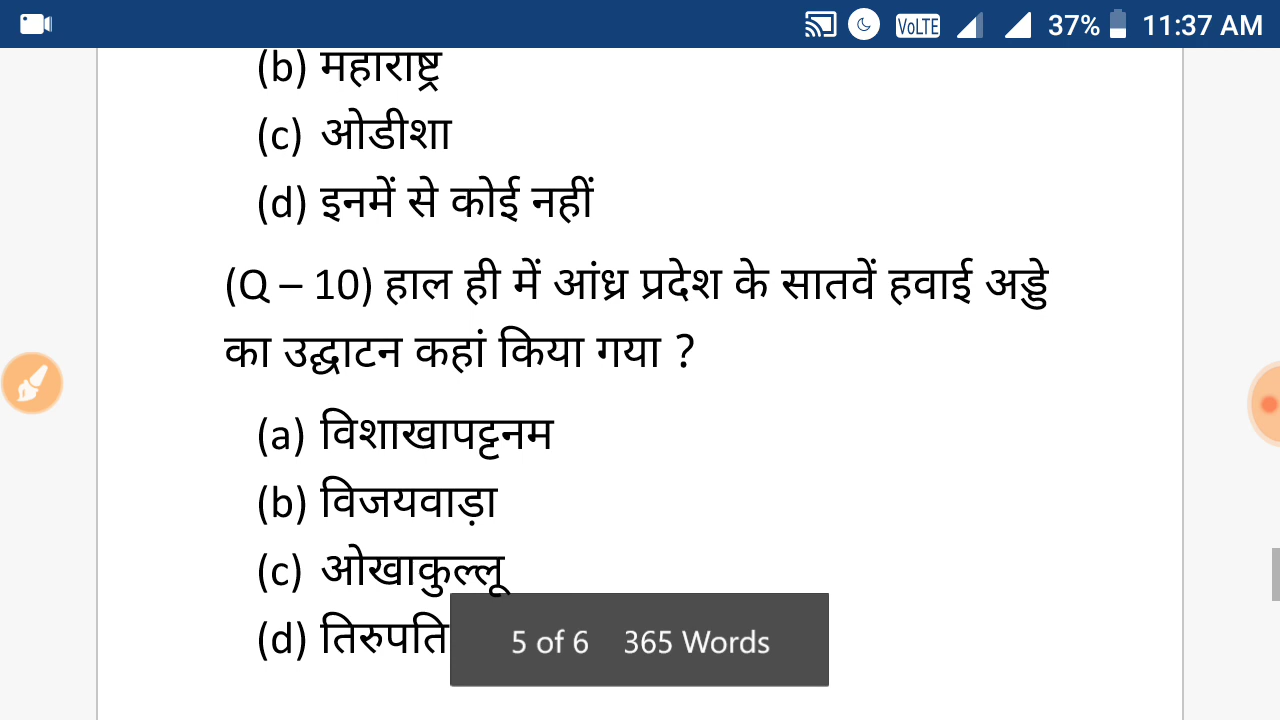 VoLTE 37% 11:37 AM
(b) महाराष्ट्र
(c) ओडीशा
(d) इनमें से कोई नहीं
(Q – 10) हाल ही में आंध्र प्रदेश के सातवें हवाई अड्डे
का उद्घाटन कहां किया गया ?
(a) विशाखापट्टनम
(b) विजयवाड़ा
(c) ओखाकुल्लू
(d) तिरुपति
5 of 6 365 Words